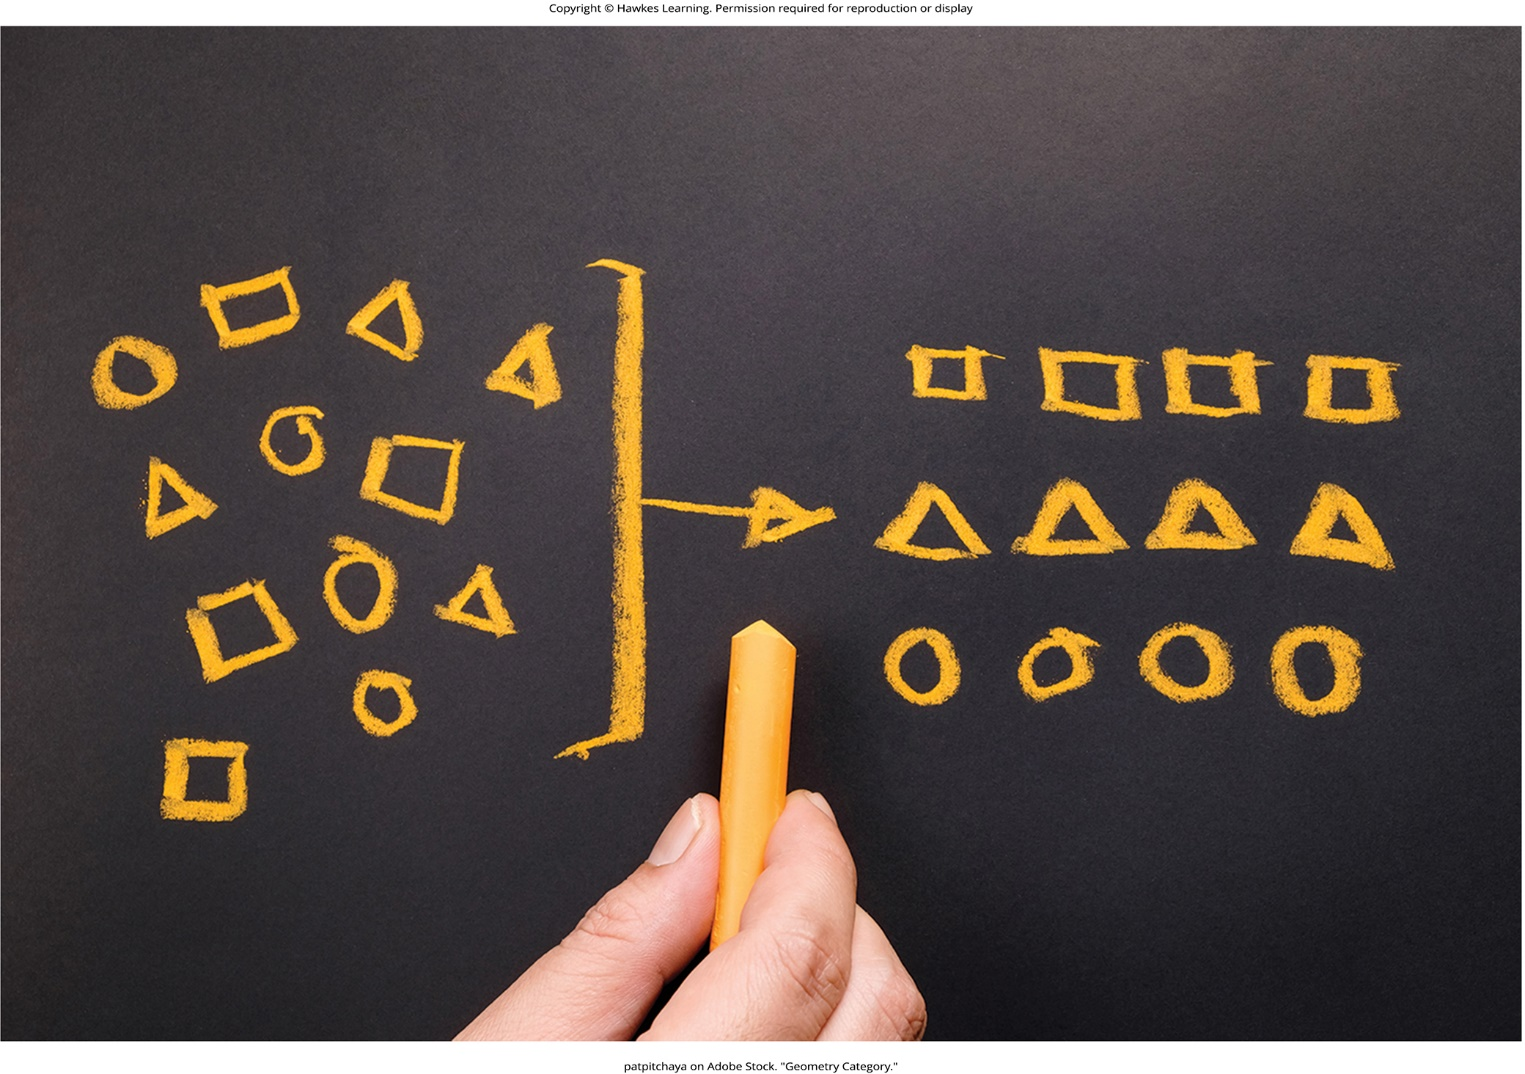 Copyright © Hawkes Learning. Permission required for reproduction or display
patpitchaya on Adobe Stock. "Geometry Category."